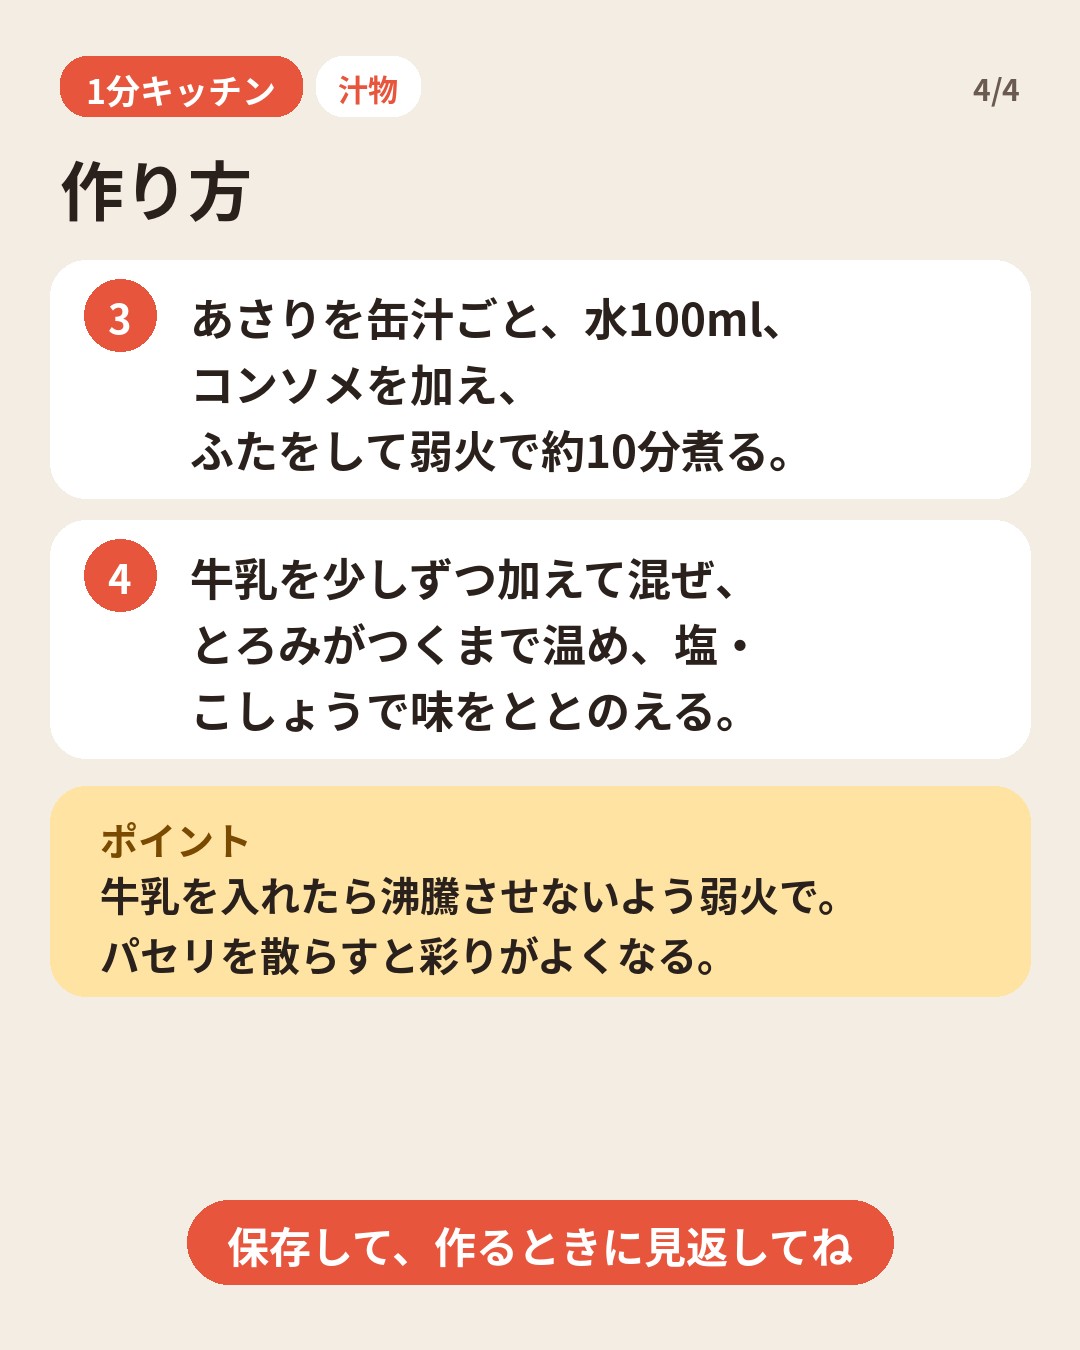 1分キッチン
汁物
4/4
作り方
3
あさりを缶汁ごと、水100ml、
コンソメを加え、
ふたをして弱火で約10分煮る。
4
牛乳を少しずつ加えて混ぜ、
とろみがつくまで温め、塩・
こしょうで味をととのえる。
ポイント
牛乳を入れたら沸騰させないよう弱火で。
パセリを散らすと彩りがよくなる。
保存して、作るときに見返してね